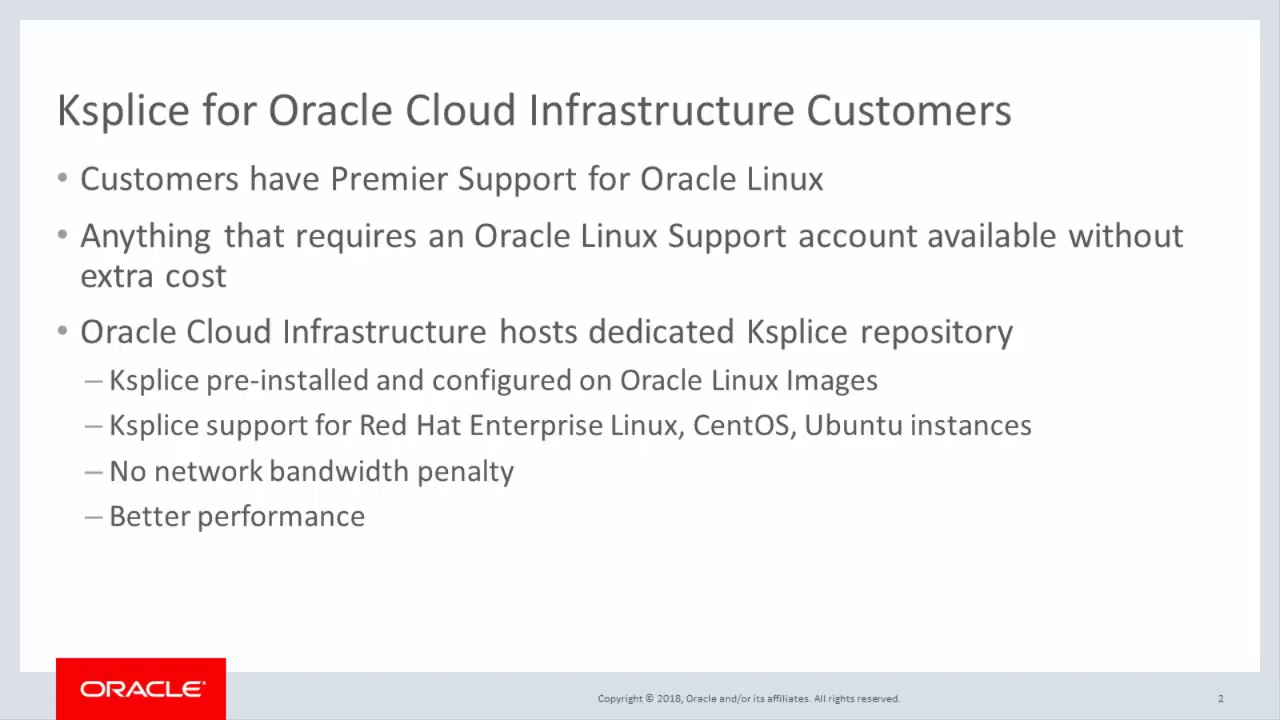 Ksplice for Oracle Cloud Infrastructure Customers
• Customers have Premier Support for Oracle Linux
• Anything that requires an Oracle Linux Support account available without
extra cost
• Oracle Cloud Infrastructure hosts dedicated Ksplice repository
– Ksplice pre-installed and configured on Oracle Linux Images
– Ksplice support for Red Hat Enterprise Linux, CentOS, Ubuntu instances
– No network bandwidth penalty
– Better performance
ORACLE®
Copyright © 2018, Oracle and/or its affiliates. All rights reserved.
2